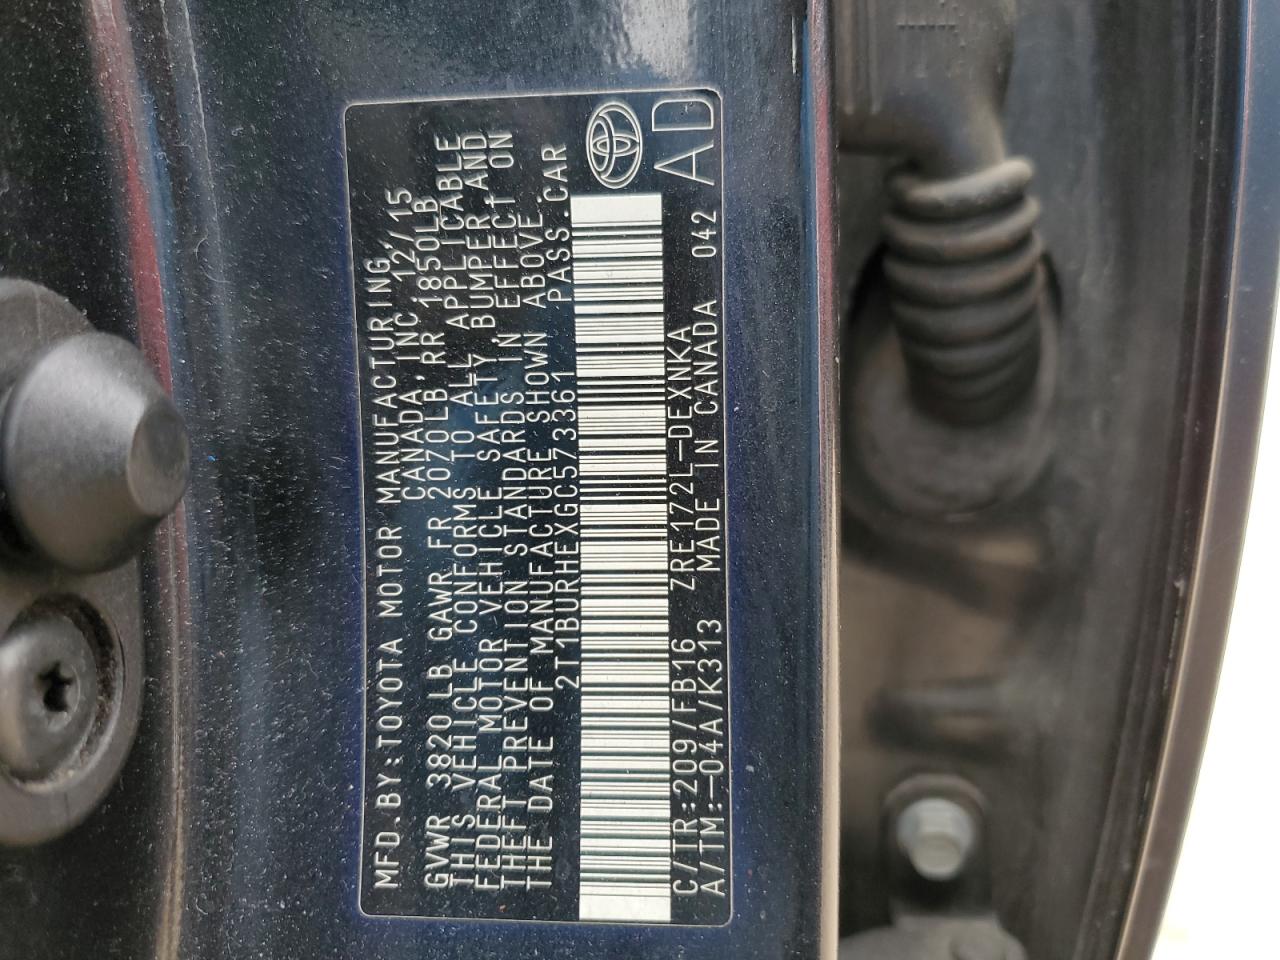 MFD.BY:TOYOTA MOTOR MANUFACTURING
CANADA,INC.12/15
GVWR 3820LB GAWR FR 2070LB,RR 1850LB
THIS VEHICLE CONFORMS TO ALL APPLICABLE
FEDERAL MOTOR VEHICLE SAFETY,BUMPER,AND
THEFT PREVENTION STANDARDS IN EFFECT ON
THE DATE OF MANUFACTURE SHOWN ABOVE.
2T1BURHEXGC573361 PASS.CAR
C/TR:209/FB16 ZRE172L-DEXNKA
A/TM:-04A/K313 MADE IN CANADA 042
AD